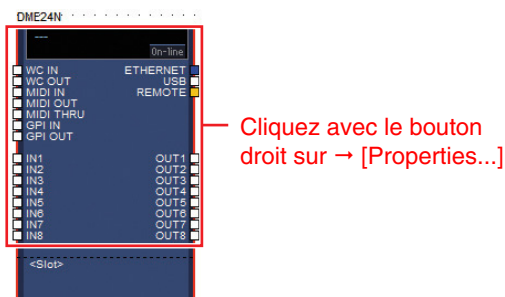 DME24N
---
On-line
WC IN ETHERNET
WC OUT USB
MIDI IN REMOTE
MIDI OUT
MIDI THRU
GPI IN
GPI OUT
IN1 OUT1
IN2 OUT2
IN3 OUT3
IN4 OUT4
IN5 OUT5
IN6 OUT6
IN7 OUT7
IN8 OUT8
<Slot>
Cliquez avec le bouton
droit sur → [Properties...]